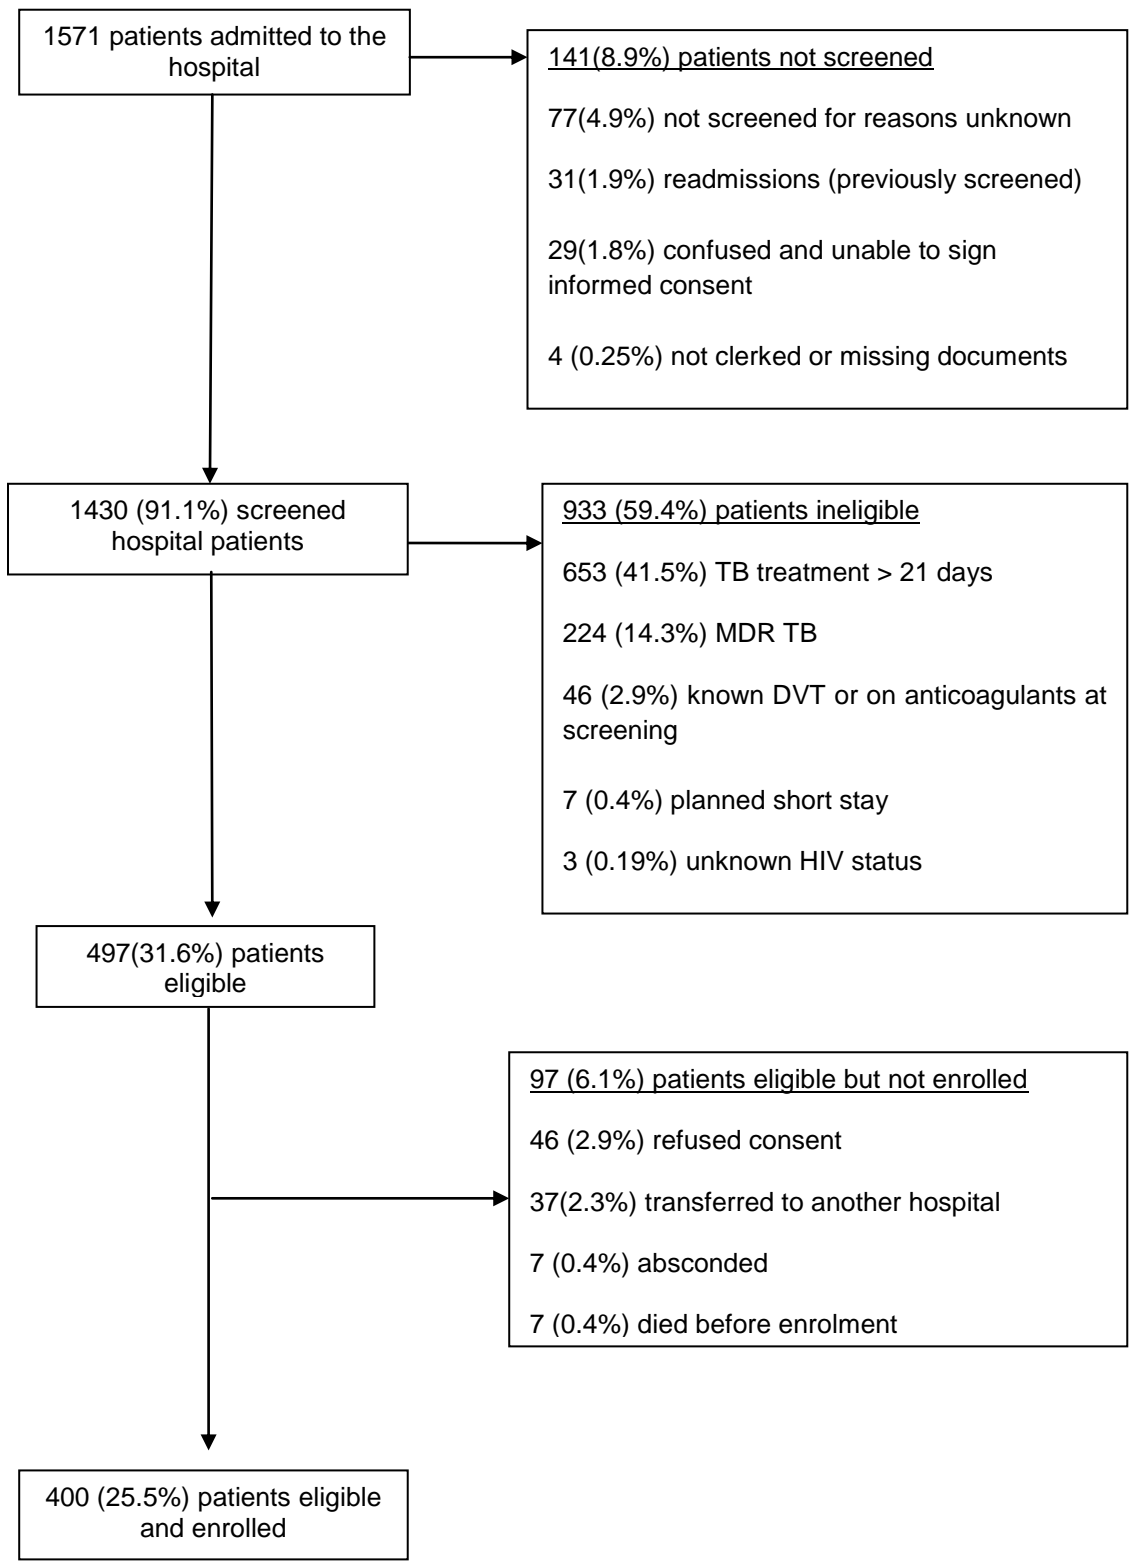 1571 patients admitted to the
hospital
141(8.9%) patients not screened
77(4.9%) not screened for reasons unknown
31(1.9%) readmissions (previously screened)
29(1.8%) confused and unable to sign
informed consent
4 (0.25%) not clerked or missing documents
1430 (91.1%) screened
hospital patients
933 (59.4%) patients ineligible
653 (41.5%) TB treatment > 21 days
224 (14.3%) MDR TB
46 (2.9%) known DVT or on anticoagulants at
screening
7 (0.4%) planned short stay
3 (0.19%) unknown HIV status
497(31.6%) patients
eligible
97 (6.1%) patients eligible but not enrolled
46 (2.9%) refused consent
37(2.3%) transferred to another hospital
7 (0.4%) absconded
7 (0.4%) died before enrolment
400 (25.5%) patients eligible
and enrolled